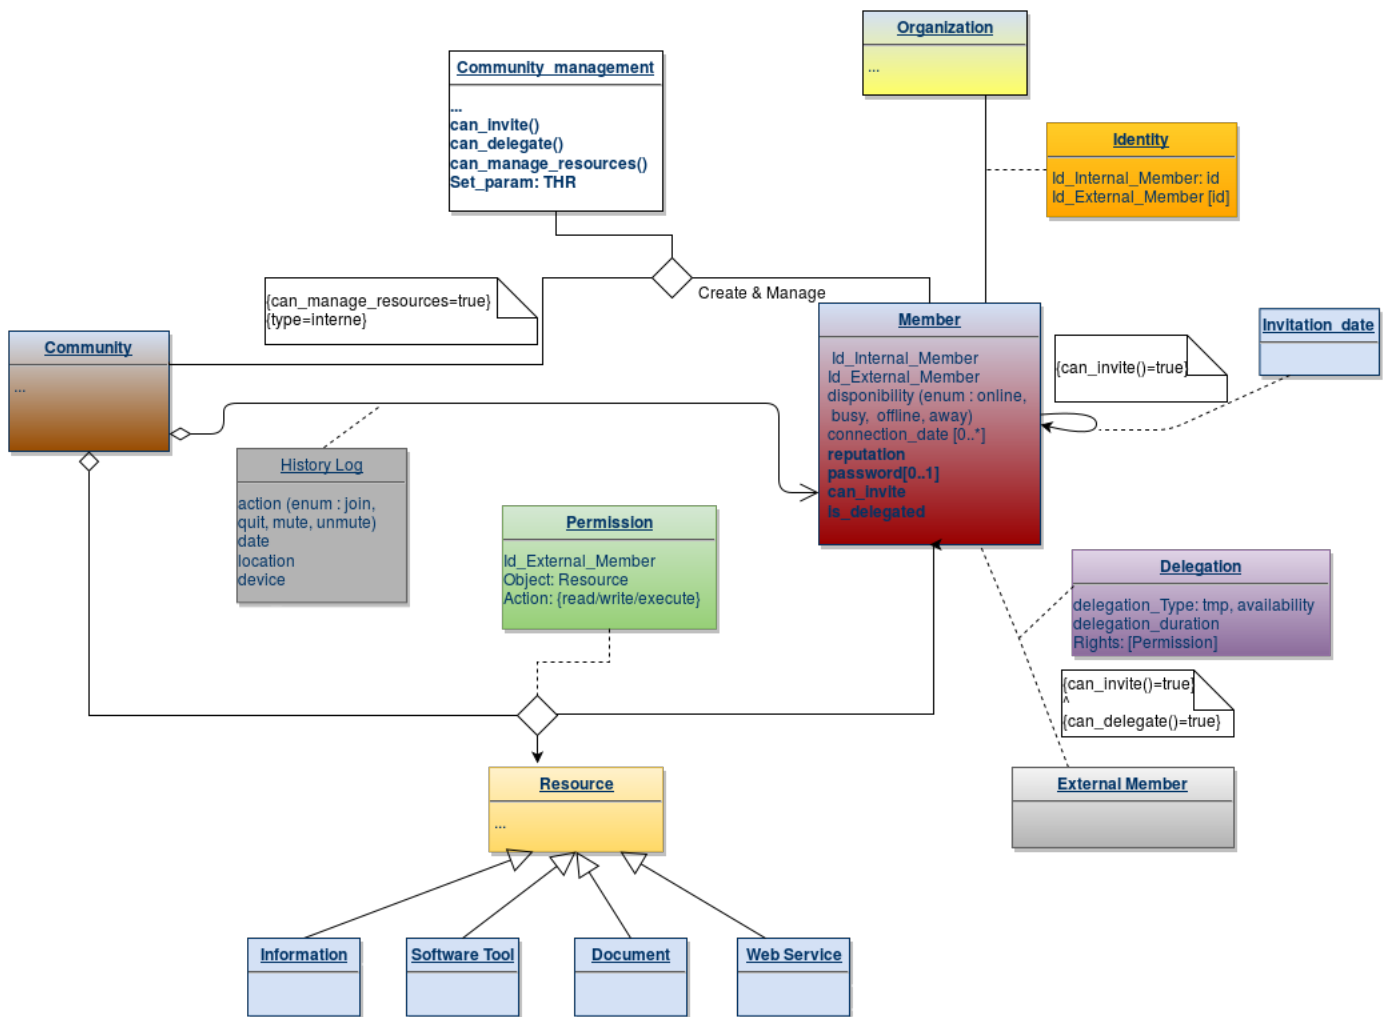 Organization
...
Community_management
...
can_invite()
can_delegate()
can_manage_resources()
Set_param: THR
Identity
Id_Internal_Member: id
Id_External_Member [id]
{can_manage_resources=true}
{type=interne}
Create & Manage
Community
...
Member
Id_Internal_Member
Id_External_Member
disponibility (enum : online,
busy, offline, away)
connection_date [0..*]
reputation
password[0..1]
can_invite
is_delegated
{can_invite()=true}
Invitation_date
History Log
action (enum : join,
quit, mute, unmute)
date
location
device
Permission
Id_External_Member
Object: Resource
Action: {read/write/execute}
Delegation
delegation_Type: tmp, availability
delegation_duration
Rights: [Permission]
{can_invite()=true}
^
{can_delegate()=true}
Resource
...
External Member
Information
Software Tool
Document
Web Service